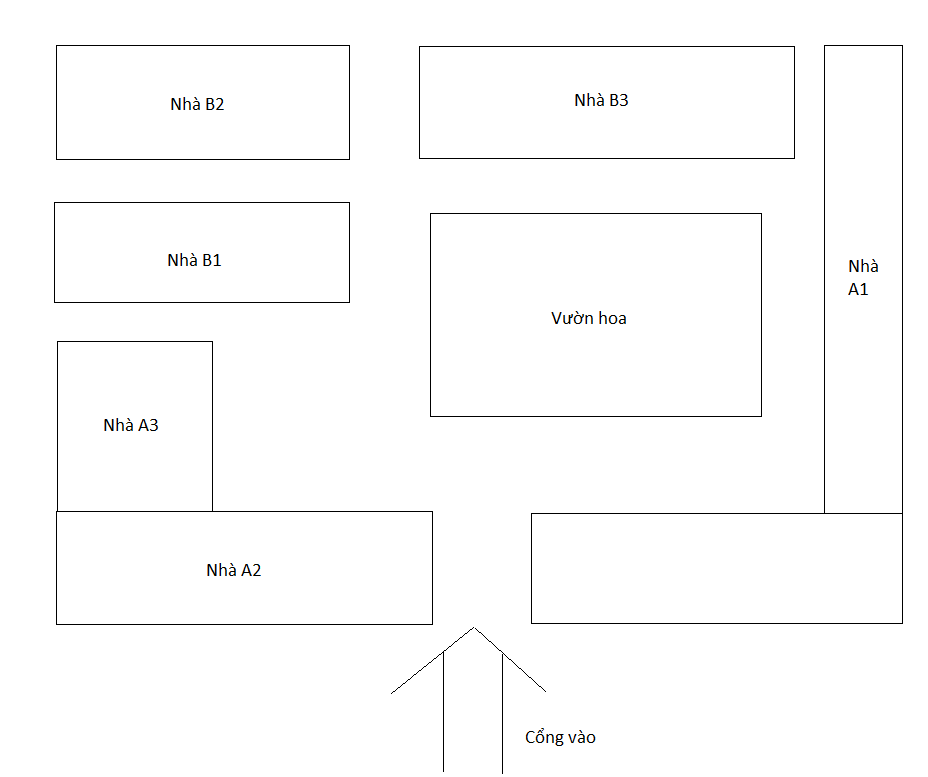 Nhà B2
Nhà B3
Nhà B1
Nhà
A1
Vườn hoa
Nhà A3
Nhà A2
Cổng vào